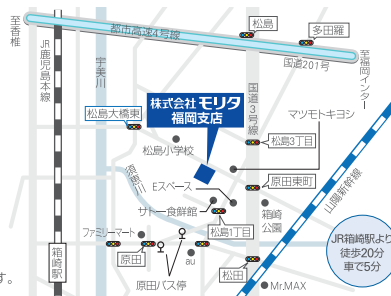 至香椎
JR鹿児島本線
宇美川
都市高速4号線
松島
多田羅
国道201号
至福岡インター
松島大橋東
株式会社 モリタ
福岡支店
国道3号線
マツモトキヨシ
松島小学校
松島3丁目
須恵川
Eスペース
原田東町
サトー食鮮館
山陽新幹線
箱崎
公園
ファミリーマート
松島1丁目
JR箱崎駅より
徒歩20分
車で5分
箱崎駅
原田
au
松田
す。
原田バス停
Mr.MAX